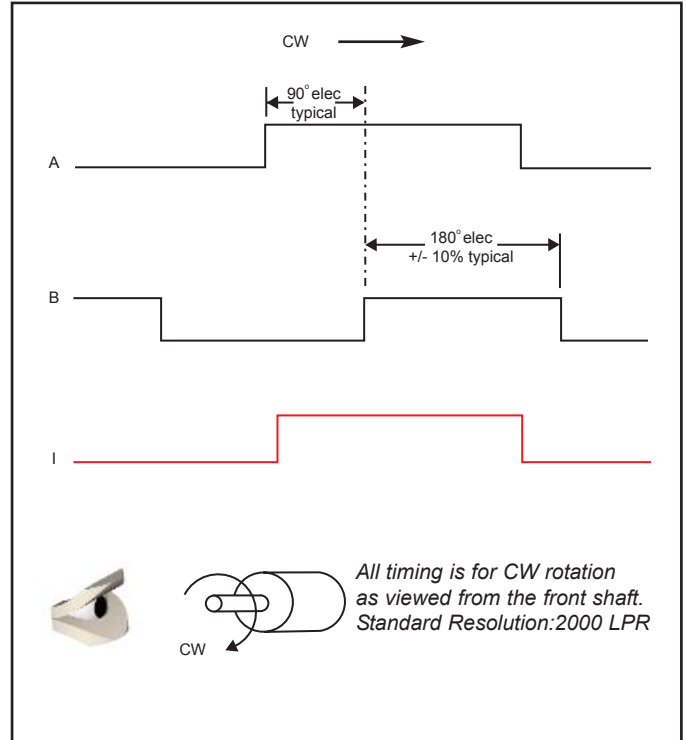 CW
90° elec
typical
A
180° elec
+/- 10% typical
B
I
All timing is for CW rotation
as viewed from the front shaft.
Standard Resolution:2000 LPR
CW